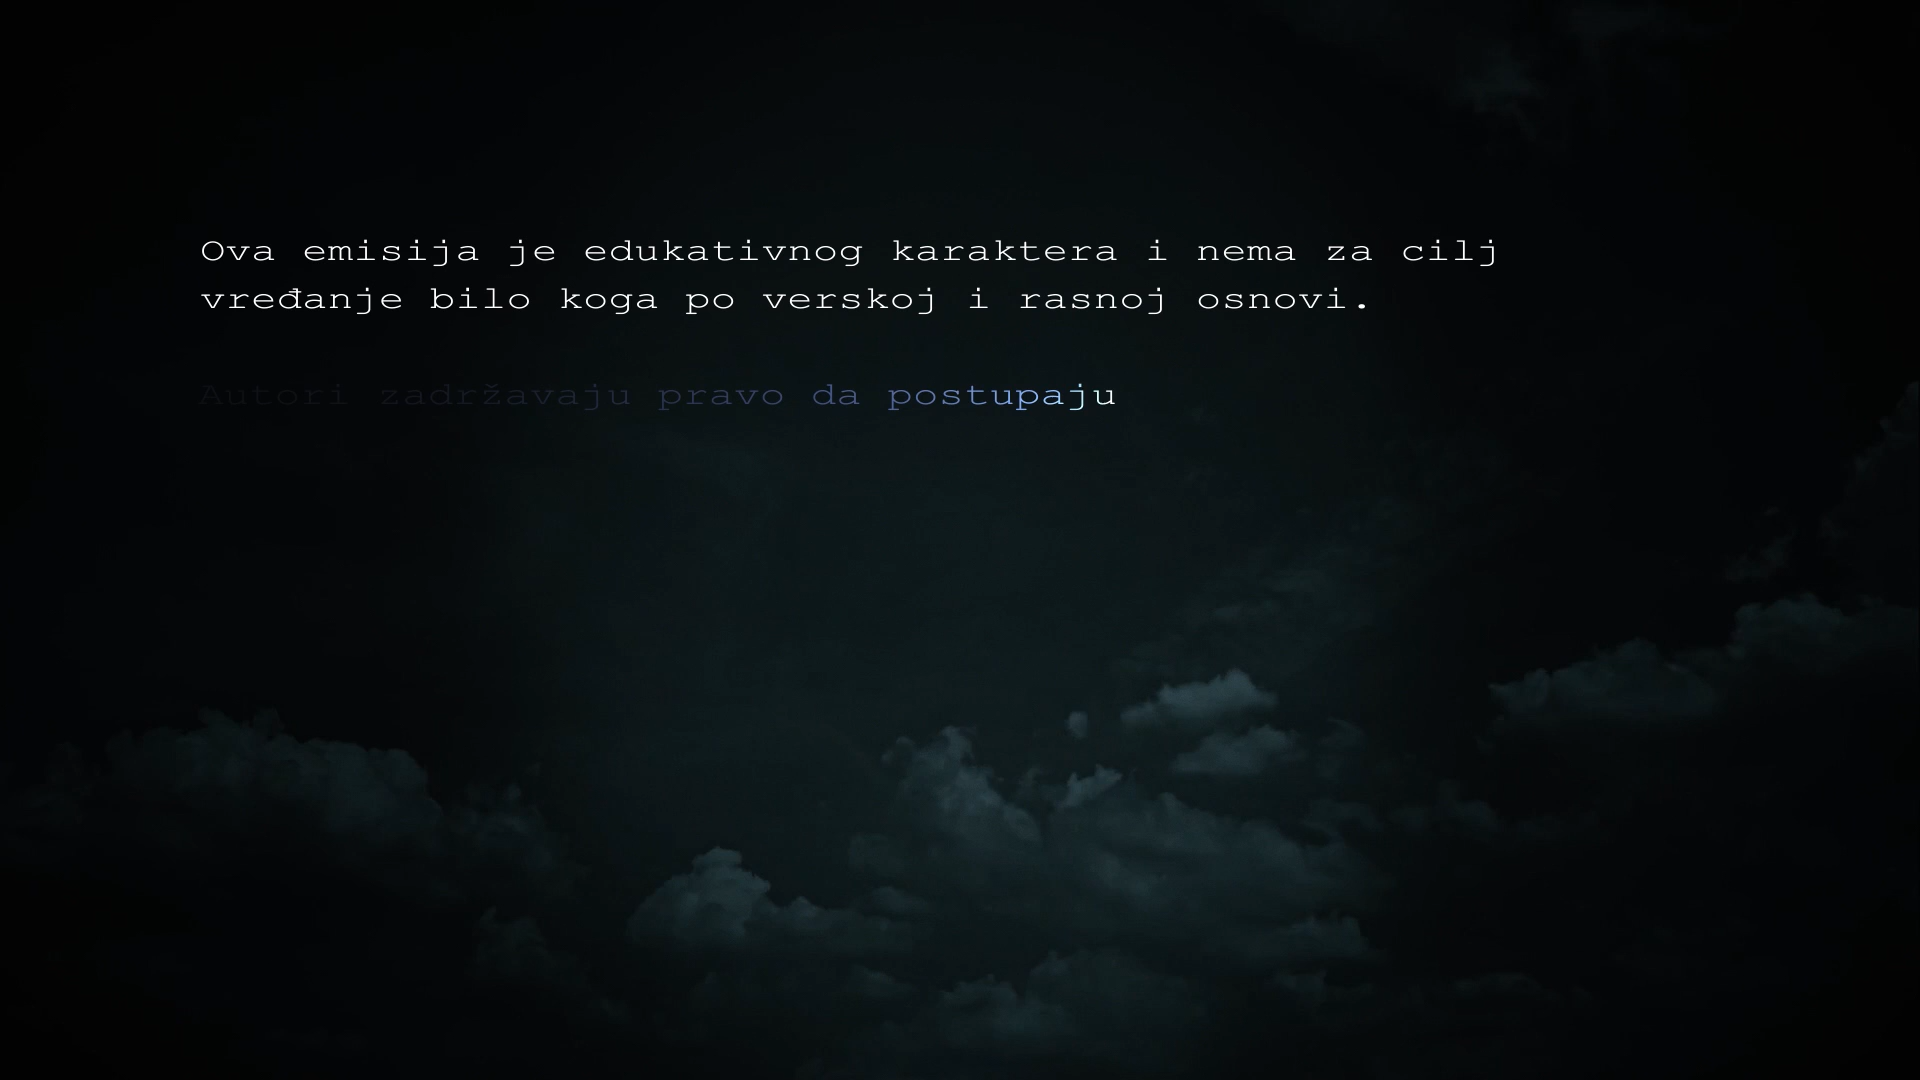 Ova emisija je edukativnog karaktera i nema za cilj
vređanje bilo koga po verskoj i rasnoj osnovi.
Autori zadržavaju pravo da postupaju